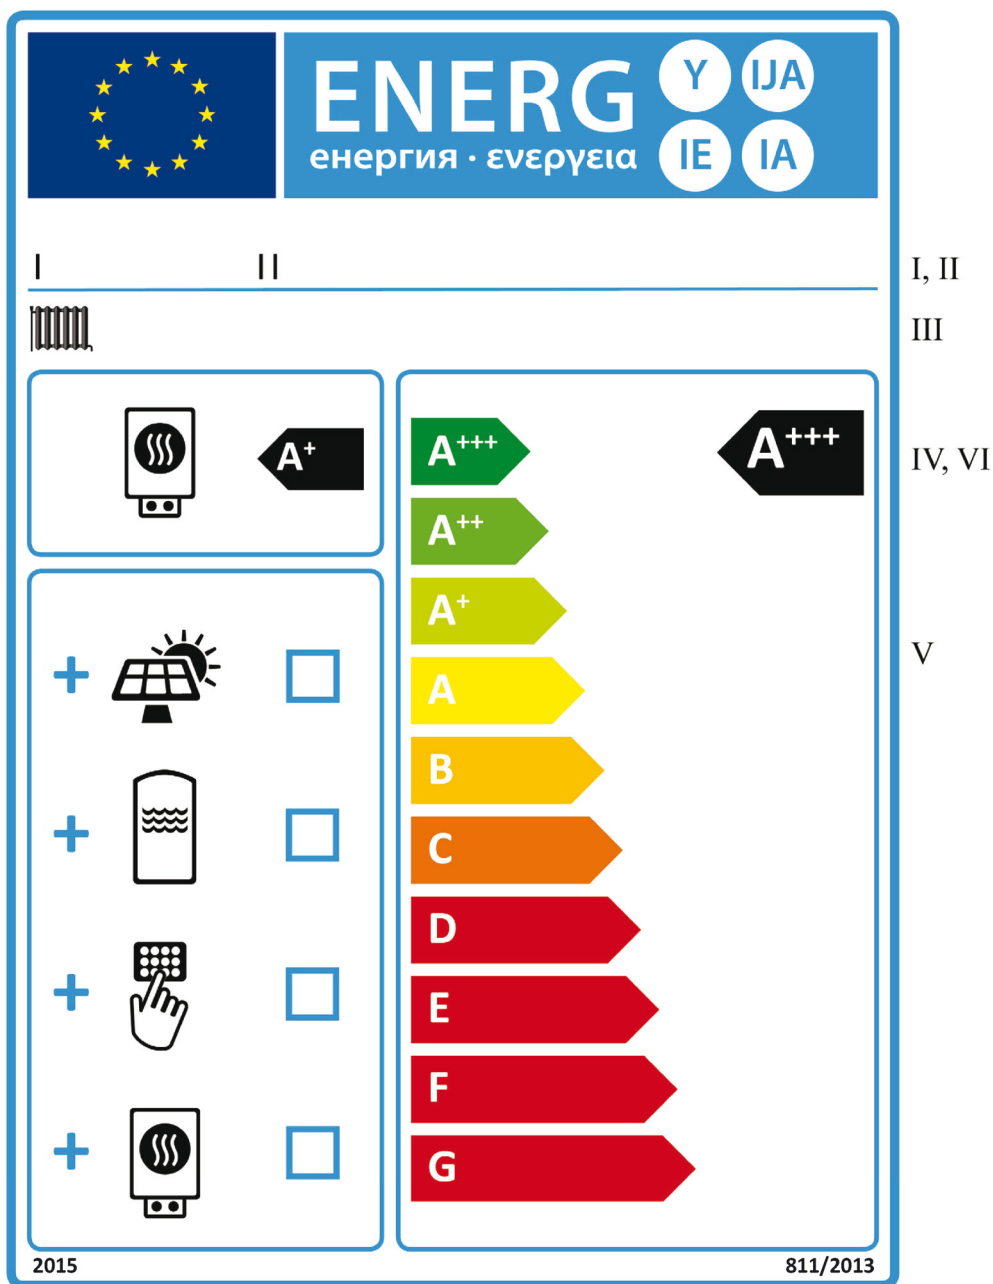 ENERG Y IJA
енергия · ενεργεια IE IA
I II I, II
III
A+ A+++ A+++ IV, VI
A++
A+
A V
B
C
D
E
F
G
2015 811/2013